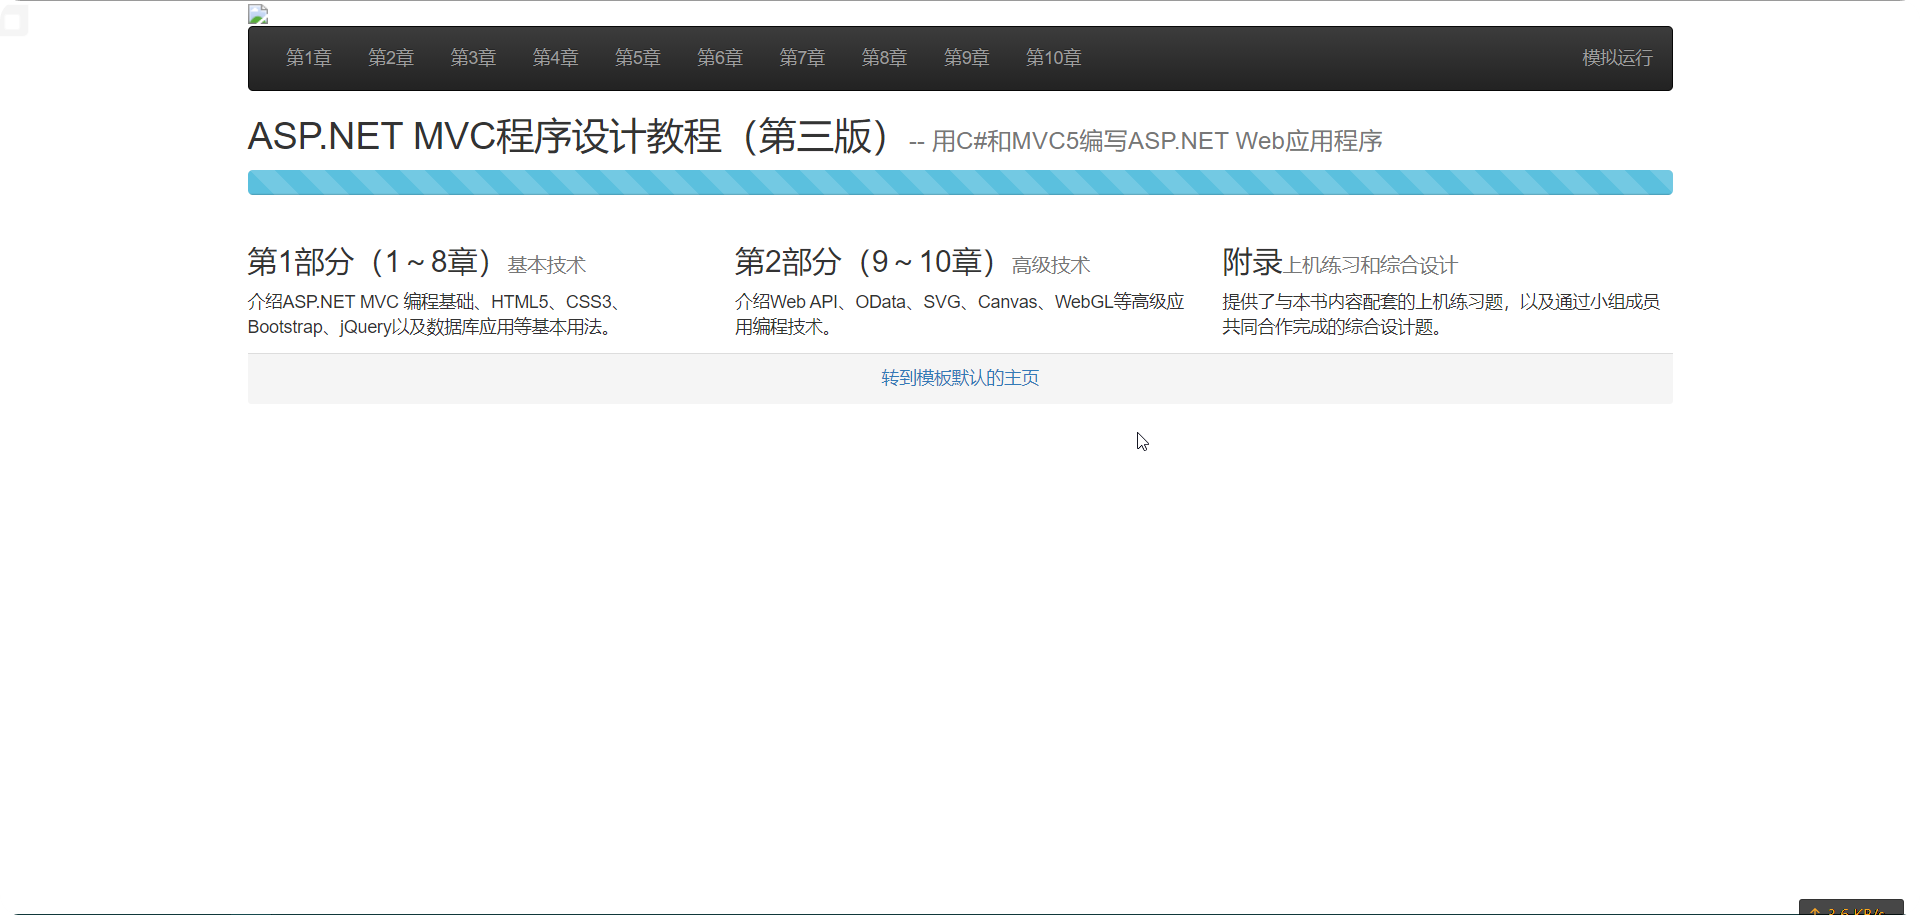 第1章 第2章 第3章 第4章 第5章 第6章 第7章 第8章 第9章 第10章 模拟运行
ASP.NET MVC程序设计教程（第三版） -- 用C#和MVC5编写ASP.NET Web应用程序
第1部分（1～8章） 基本技术
介绍ASP.NET MVC 编程基础、HTML5、CSS3、
Bootstrap、jQuery以及数据库应用等基本用法。
第2部分（9～10章） 高级技术
介绍Web API、OData、SVG、Canvas、WebGL等高级应
用编程技术。
附录上机练习和综合设计
提供了与本书内容配套的上机练习题，以及通过小组成员
共同合作完成的综合设计题。
转到模板默认的主页